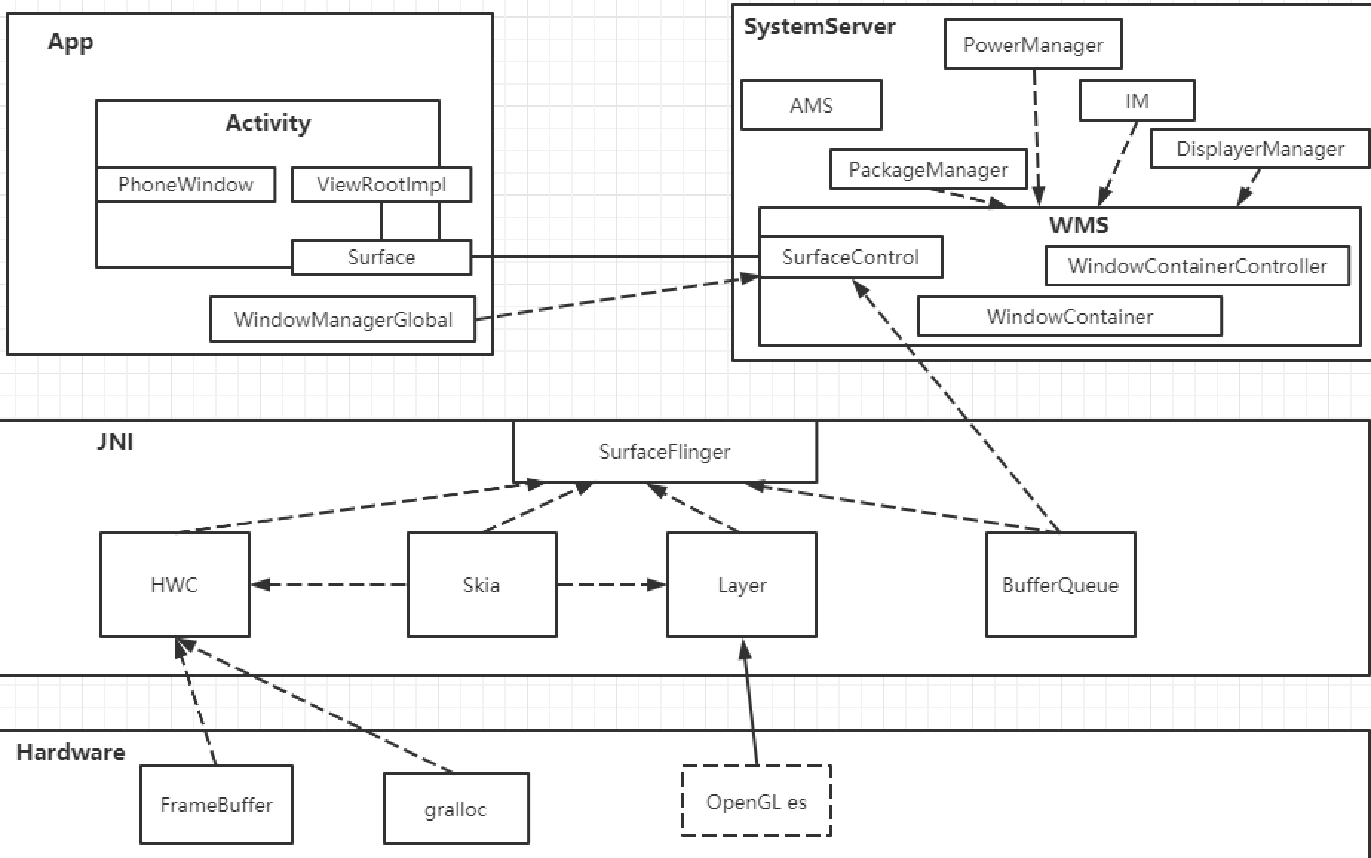 App
SystemServer
PowerManager
AMS
IM
Activity
DisplayerManager
PackageManager
PhoneWindow
ViewRootImpl
WMS
Surface
SurfaceControl
WindowContainerController
WindowManagerGlobal
WindowContainer
JNI
SurfaceFlinger
HWC
Skia
Layer
BufferQueue
Hardware
FrameBuffer
gralloc
OpenGL es